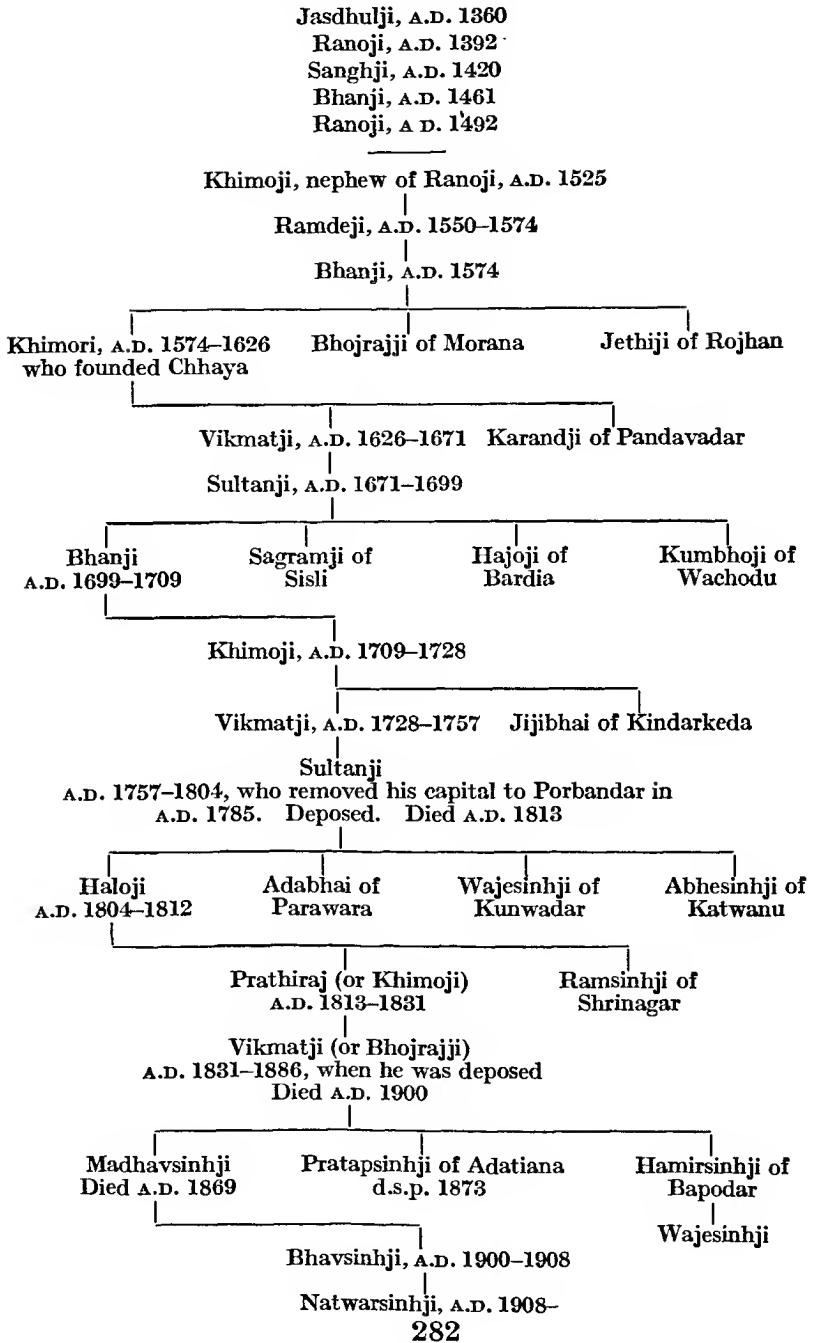 Jasdhulji, A.D. 1360
Ranoji, A.D. 1392
Sanghji, A.D. 1420
Bhanji, A.D. 1461
Ranoji, A D. 1492
Khimoji, nephew of Ranoji, A.D. 1525
Ramdeji, A.D. 1550–1574
Bhanji, A.D. 1574
Khimori, A.D. 1574–1626 Bhojrajji of Morana Jethiji of Rojhan
who founded Chhaya
Vikmatji, A.D. 1626–1671 Karandji of Pandavadar
Sultanji, A.D. 1671–1699
Bhanji Sagramji of Hajoji of Kumbhoji of
A.D. 1699–1709 Sisli Bardia Wachodu
Khimoji, A.D. 1709–1728
Vikmatji, A.D. 1728–1757 Jijibhai of Kindarkeda
Sultanji
A.D. 1757–1804, who removed his capital to Porbandar in
A.D. 1785. Deposed. Died A.D. 1813
Haloji Adabhai of Wajesinhji of Abhesinhji of
A.D. 1804–1812 Parawara Kunwadar Katwanu
Prathiraj (or Khimoji) Ramsinhji of
A.D. 1813–1831 Shrinagar
Vikmatji (or Bhojrajji)
A.D. 1831–1886, when he was deposed
Died A.D. 1900
Madhavsinhji Pratapsinhji of Adatiana Hamirsinhji of
Died A.D. 1869 d.s.p. 1873 Bapodar
Wajesinhji
Bhavsinhji, A.D. 1900–1908
Natwarsinhji, A.D. 1908–
282